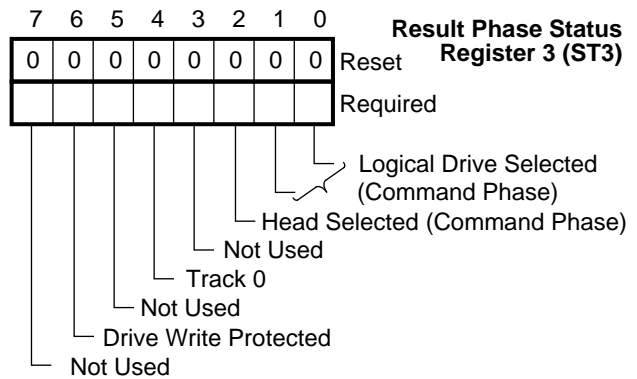 7 6 5 4 3 2 1 0
Result Phase Status
Register 3 (ST3)
0 0 0 0 0 0 0 0 Reset
Required
Logical Drive Selected
(Command Phase)
Head Selected (Command Phase)
Not Used
Track 0
Not Used
Drive Write Protected
Not Used